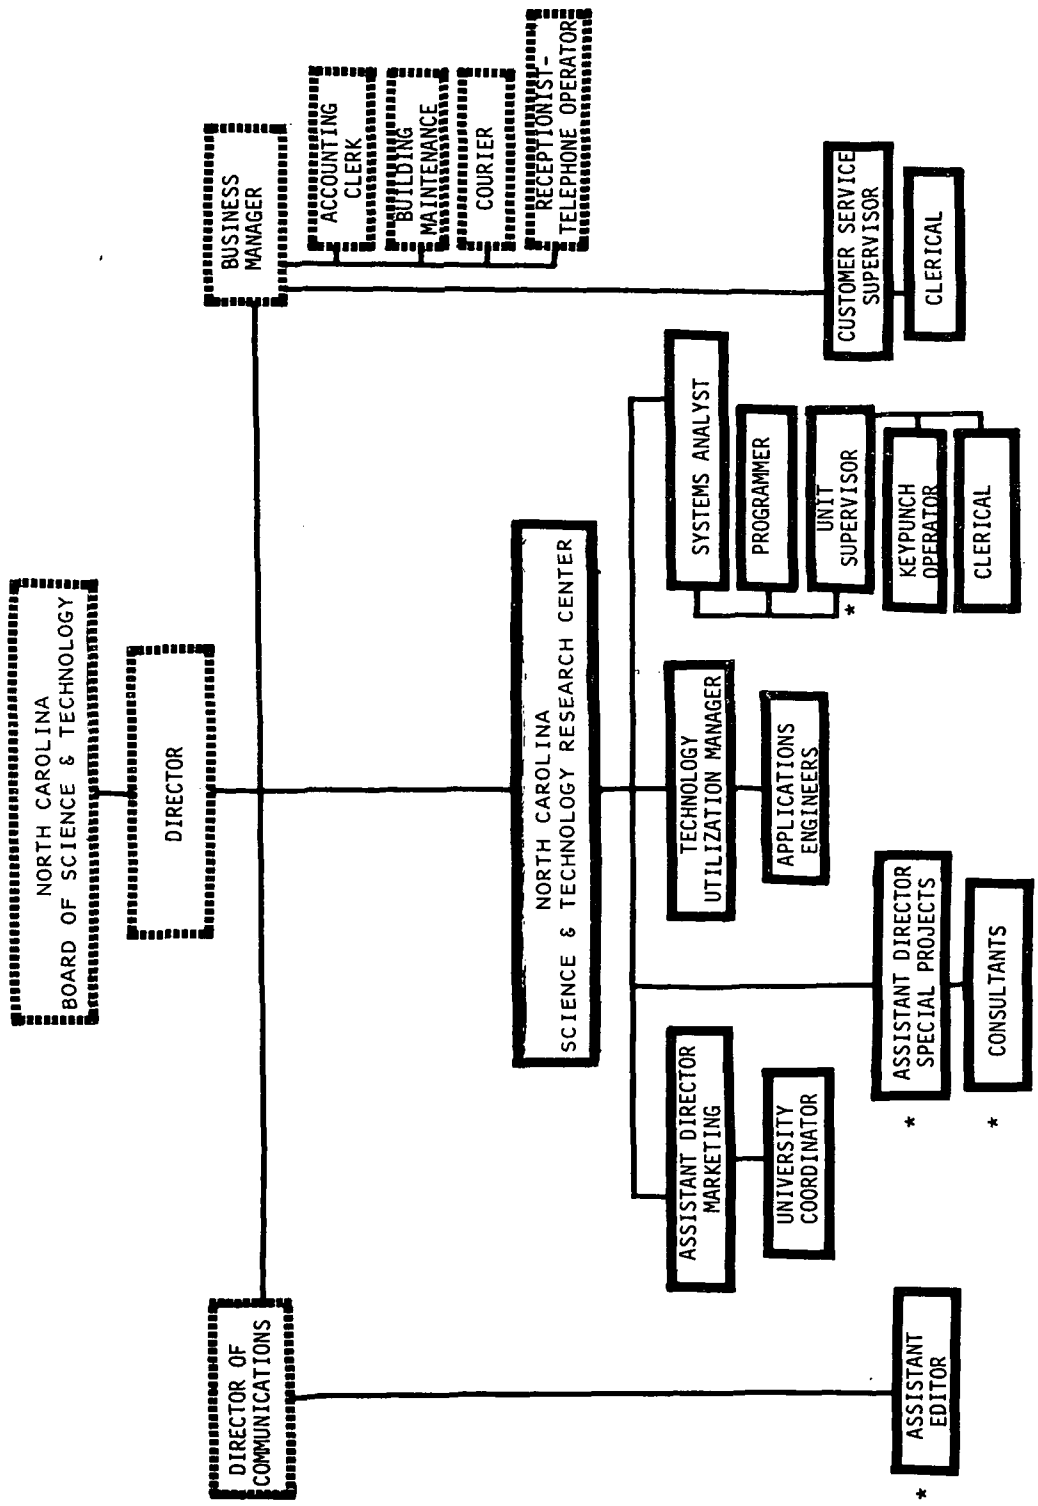 NORTH CAROLINA
BOARD OF SCIENCE & TECHNOLOGY
DIRECTOR
DIRECTOR OF
COMMUNICATIONS
BUSINESS
MANAGER
ACCOUNTING
CLERK
BUILDING
MAINTENANCE
COURIER
RECEPTIONIST-
TELEPHONE OPERATOR
NORTH CAROLINA
SCIENCE & TECHNOLOGY RESEARCH CENTER
ASSISTANT DIRECTOR
MARKETING
UNIVERSITY
COORDINATOR
TECHNOLOGY
UTILIZATION MANAGER
APPLICATIONS
ENGINEERS
SYSTEMS ANALYST
PROGRAMMER
* UNIT
SUPERVISOR
KEYPUNCH
OPERATOR
CLERICAL
CUSTOMER SERVICE
SUPERVISOR
CLERICAL
* ASSISTANT DIRECTOR
SPECIAL PROJECTS
* CONSULTANTS
* ASSISTANT
EDITOR